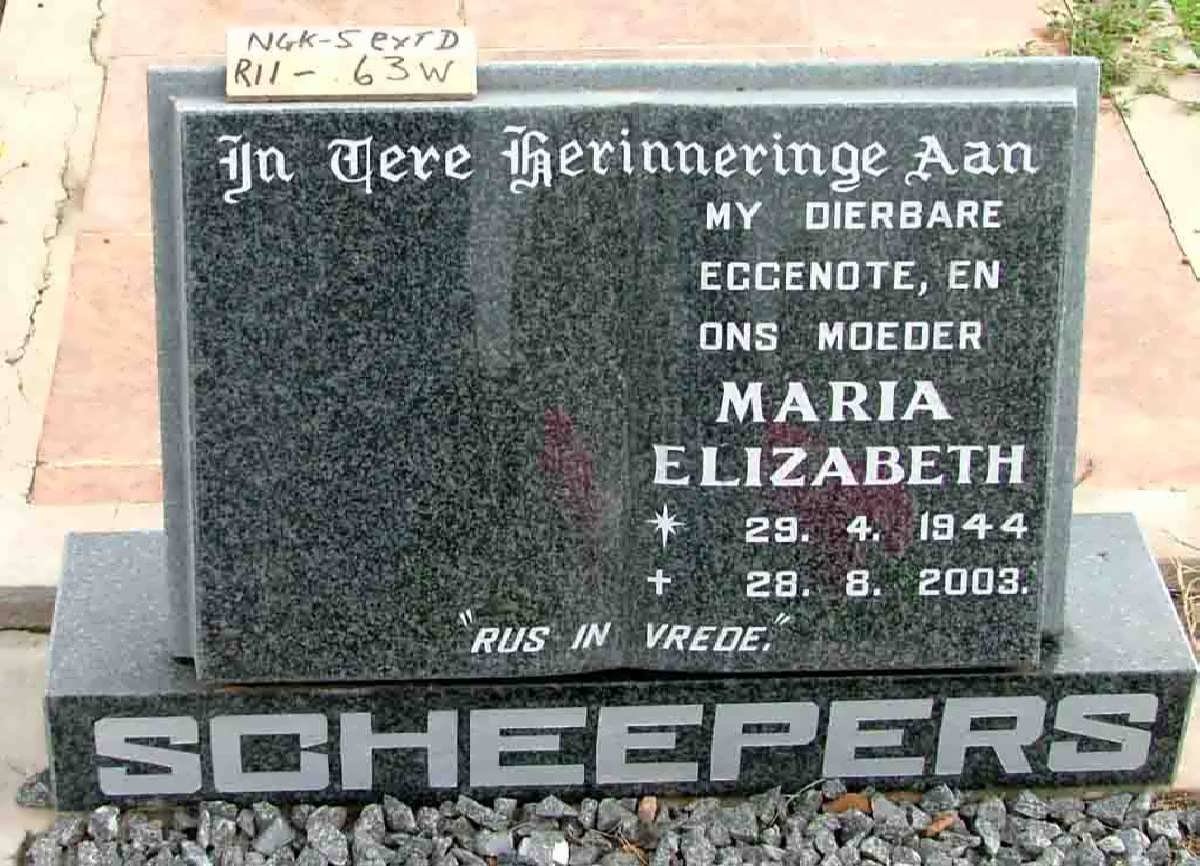 NGK-5 extD
R11- 63W
In Tere Herinneringe Aan
MY DIERBARE
EGGENOTE, EN
ONS MOEDER
MARIA
ELIZABETH
* 29. 4. 1944
† 28. 8. 2003.
"RUS IN VREDE."
SCHEEPERS